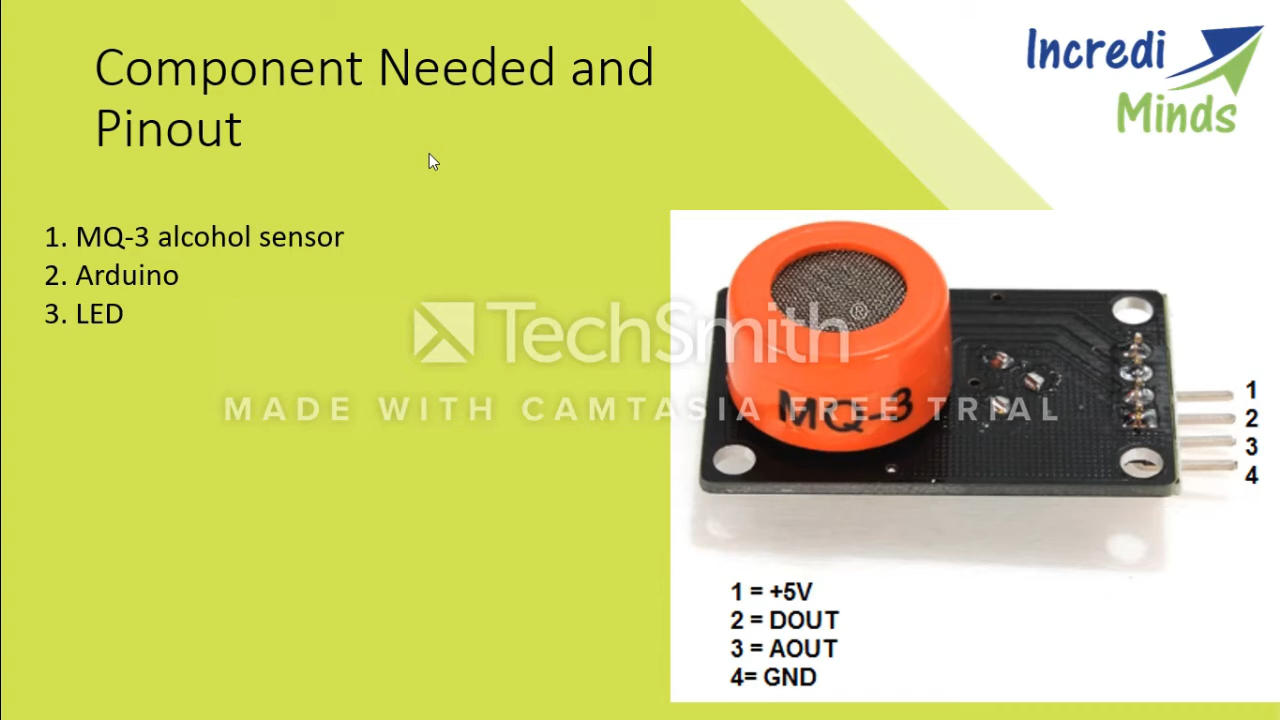 Component Needed and
Pinout
Incredi
Minds
1. MQ-3 alcohol sensor
2. Arduino
3. LED
TechSmith®
MADE WITH CAMTASIA FREE TRIAL
MQ-3
1
2
3
4
1 = +5V
2 = DOUT
3 = AOUT
4= GND